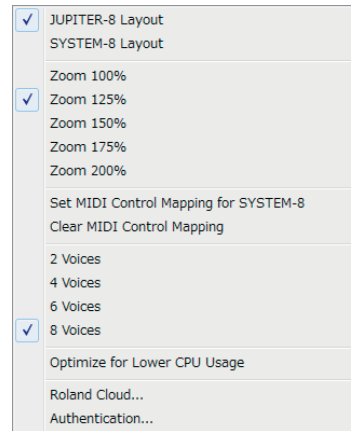 JUPITER-8 Layout
SYSTEM-8 Layout
Zoom 100%
Zoom 125%
Zoom 150%
Zoom 175%
Zoom 200%
Set MIDI Control Mapping for SYSTEM-8
Clear MIDI Control Mapping
2 Voices
4 Voices
6 Voices
8 Voices
Optimize for Lower CPU Usage
Roland Cloud...
Authentication...